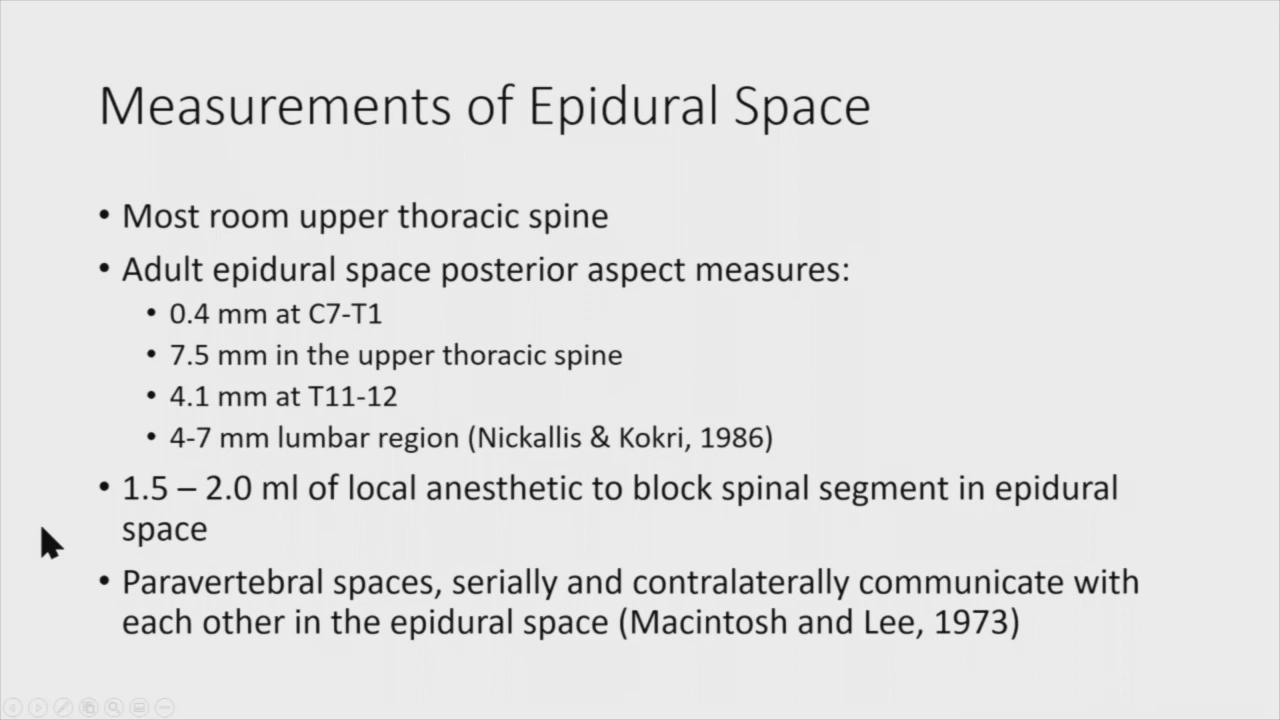 Measurements of Epidural Space
• Most room upper thoracic spine
• Adult epidural space posterior aspect measures:
• 0.4 mm at C7-T1
• 7.5 mm in the upper thoracic spine
• 4.1 mm at T11-12
• 4-7 mm lumbar region (Nickallis & Kokri, 1986)
• 1.5 – 2.0 ml of local anesthetic to block spinal segment in epidural
space
• Paravertebral spaces, serially and contralaterally communicate with
each other in the epidural space (Macintosh and Lee, 1973)